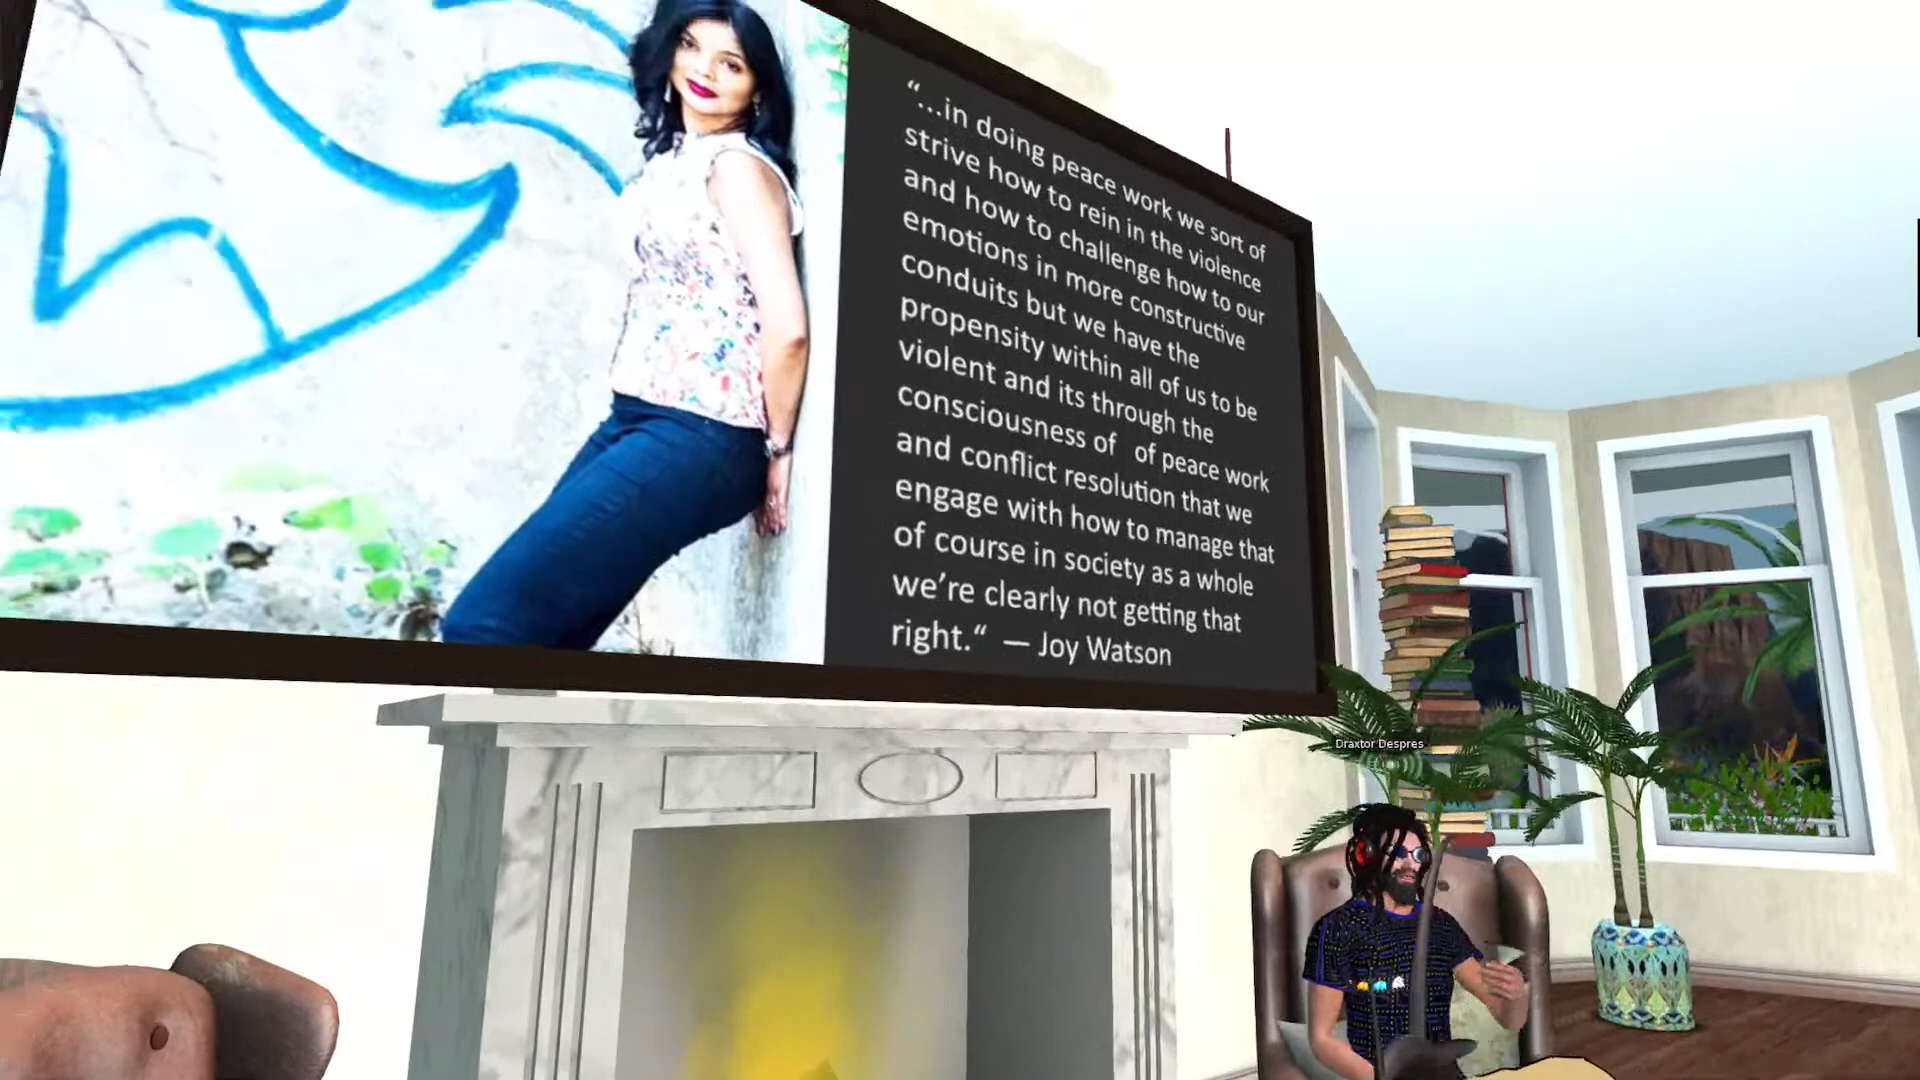 “...in doing peace work we sort of
strive how to rein in the violence
and how to challenge how to our
emotions in more constructive
conduits but we have the
propensity within all of us to be
violent and its through the
consciousness of of peace work
and conflict resolution that we
engage with how to manage that
of course in society as a whole
we’re clearly not getting that
right.“ — Joy Watson
Draxtor Despres